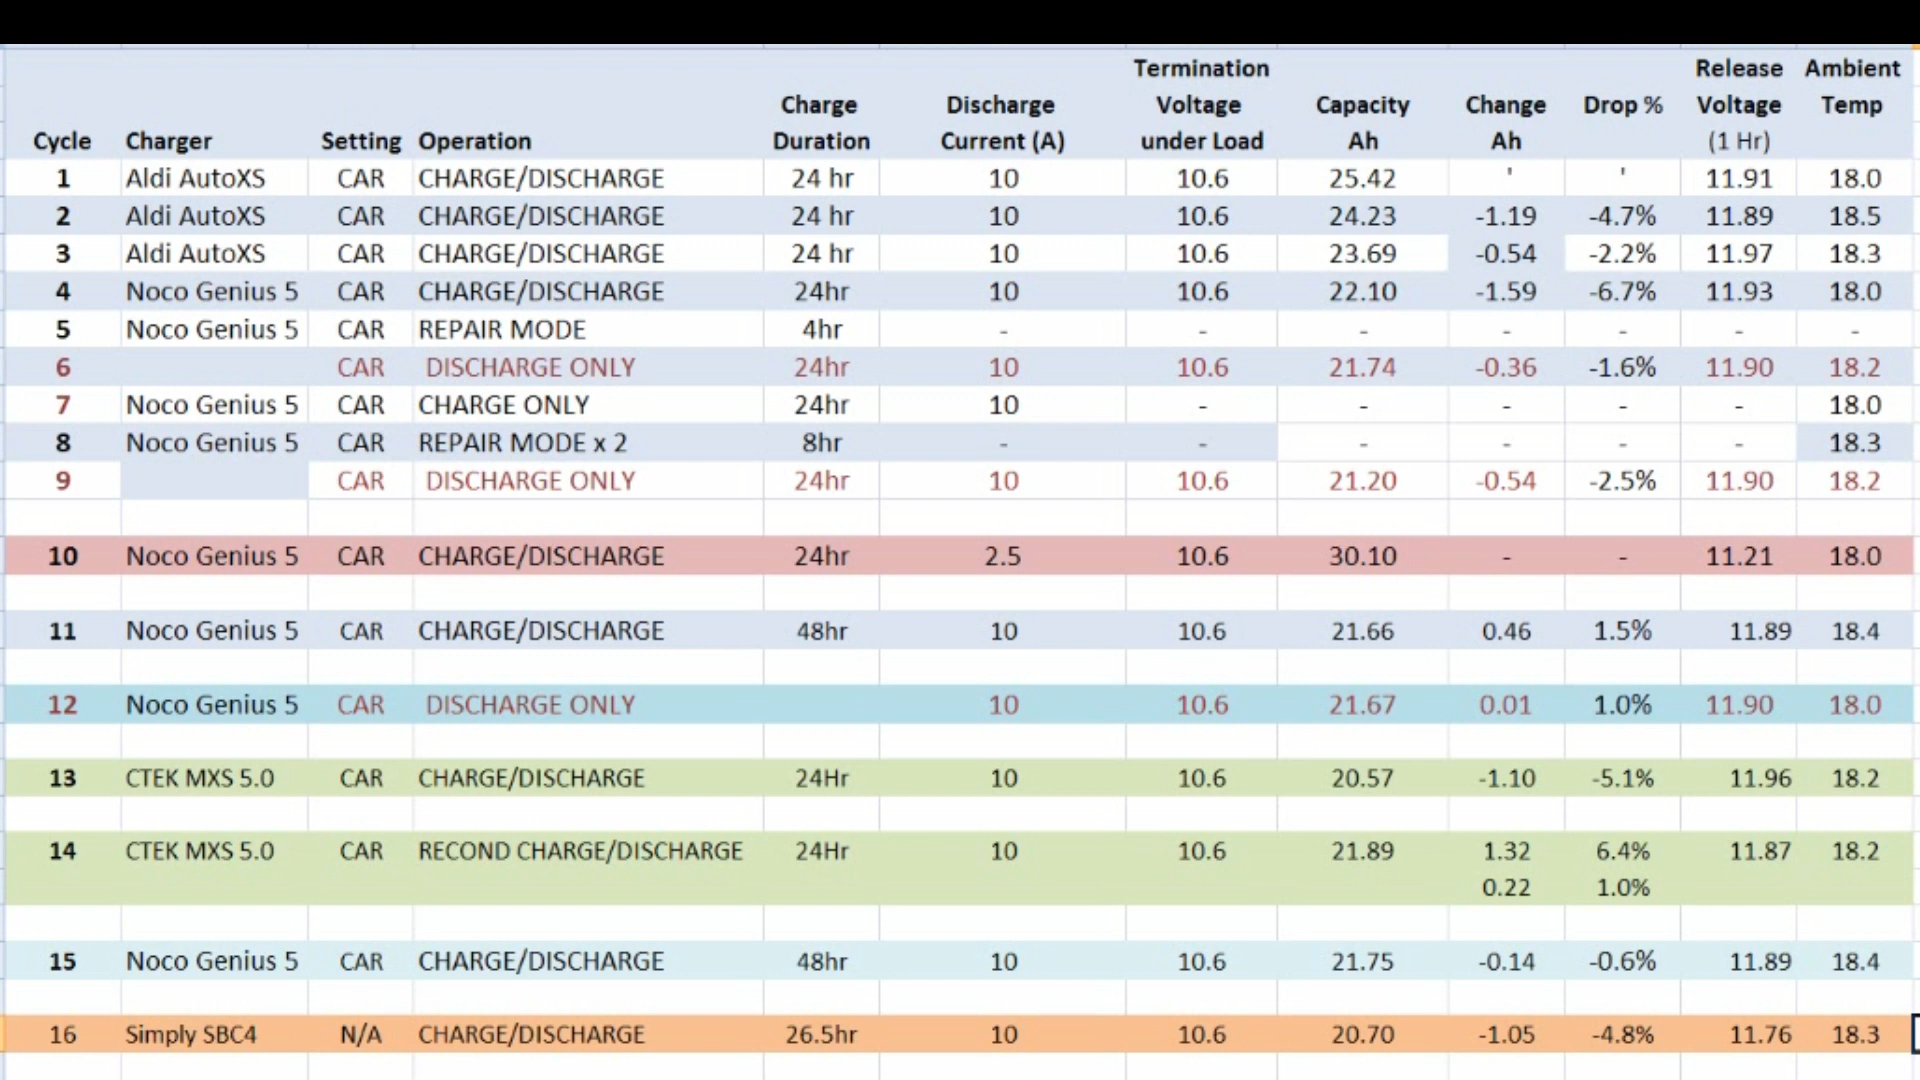 Termination Release Ambient
Charge Discharge Voltage Capacity Change Drop % Voltage Temp
Cycle Charger Setting Operation Duration Current (A) under Load Ah Ah (1 Hr)
1 Aldi AutoXS CAR CHARGE/DISCHARGE 24 hr 10 10.6 25.42 ' ' 11.91 18.0
2 Aldi AutoXS CAR CHARGE/DISCHARGE 24 hr 10 10.6 24.23 -1.19 -4.7% 11.89 18.5
3 Aldi AutoXS CAR CHARGE/DISCHARGE 24 hr 10 10.6 23.69 -0.54 -2.2% 11.97 18.3
4 Noco Genius 5 CAR CHARGE/DISCHARGE 24hr 10 10.6 22.10 -1.59 -6.7% 11.93 18.0
5 Noco Genius 5 CAR REPAIR MODE 4hr - - - - - - -
6 CAR DISCHARGE ONLY 24hr 10 10.6 21.74 -0.36 -1.6% 11.90 18.2
7 Noco Genius 5 CAR CHARGE ONLY 24hr 10 - - - - - 18.0
8 Noco Genius 5 CAR REPAIR MODE x 2 8hr - - - - - - 18.3
9 CAR DISCHARGE ONLY 24hr 10 10.6 21.20 -0.54 -2.5% 11.90 18.2
10 Noco Genius 5 CAR CHARGE/DISCHARGE 24hr 2.5 10.6 30.10 - - 11.21 18.0
11 Noco Genius 5 CAR CHARGE/DISCHARGE 48hr 10 10.6 21.66 0.46 1.5% 11.89 18.4
12 Noco Genius 5 CAR DISCHARGE ONLY 10 10.6 21.67 0.01 1.0% 11.90 18.0
13 CTEK MXS 5.0 CAR CHARGE/DISCHARGE 24Hr 10 10.6 20.57 -1.10 -5.1% 11.96 18.2
14 CTEK MXS 5.0 CAR RECOND CHARGE/DISCHARGE 24Hr 10 10.6 21.89 1.32 6.4% 11.87 18.2
0.22 1.0%
15 Noco Genius 5 CAR CHARGE/DISCHARGE 48hr 10 10.6 21.75 -0.14 -0.6% 11.89 18.4
16 Simply SBC4 N/A CHARGE/DISCHARGE 26.5hr 10 10.6 20.70 -1.05 -4.8% 11.76 18.3